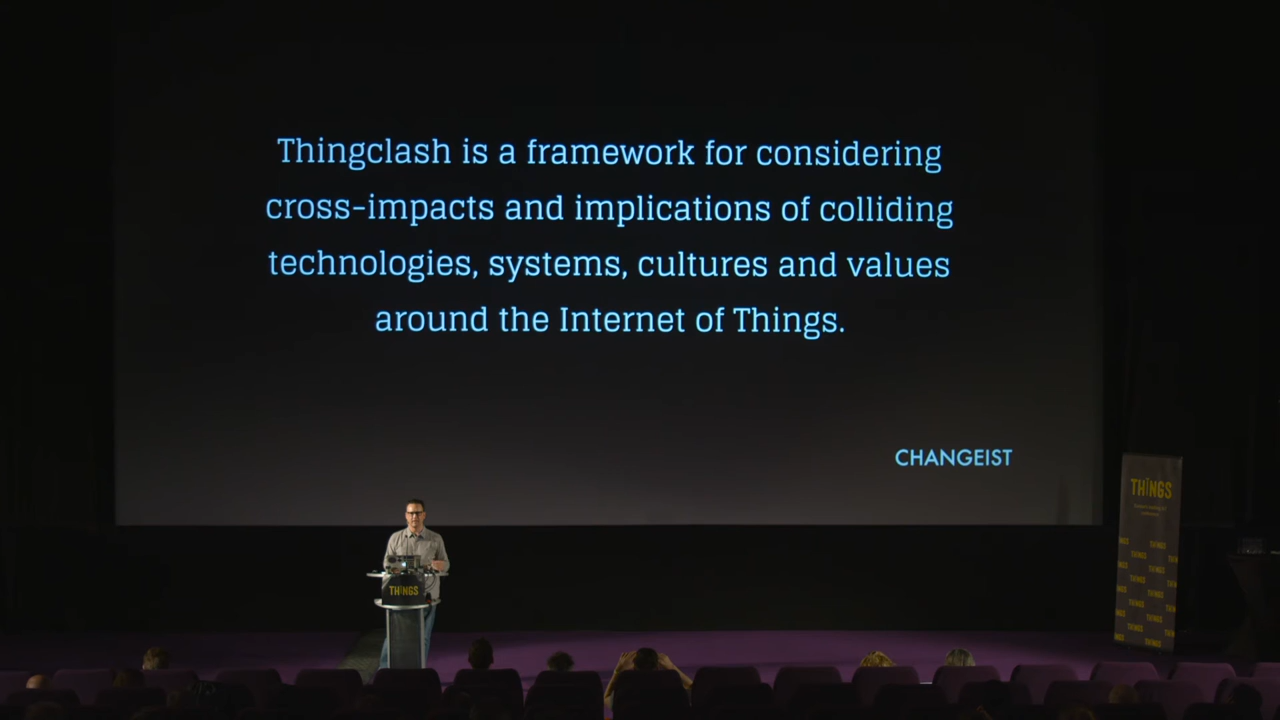 Thingclash is a framework for considering
cross-impacts and implications of colliding
technologies, systems, cultures and values
around the Internet of Things.
CHANGEIST
THINGS
THINGS